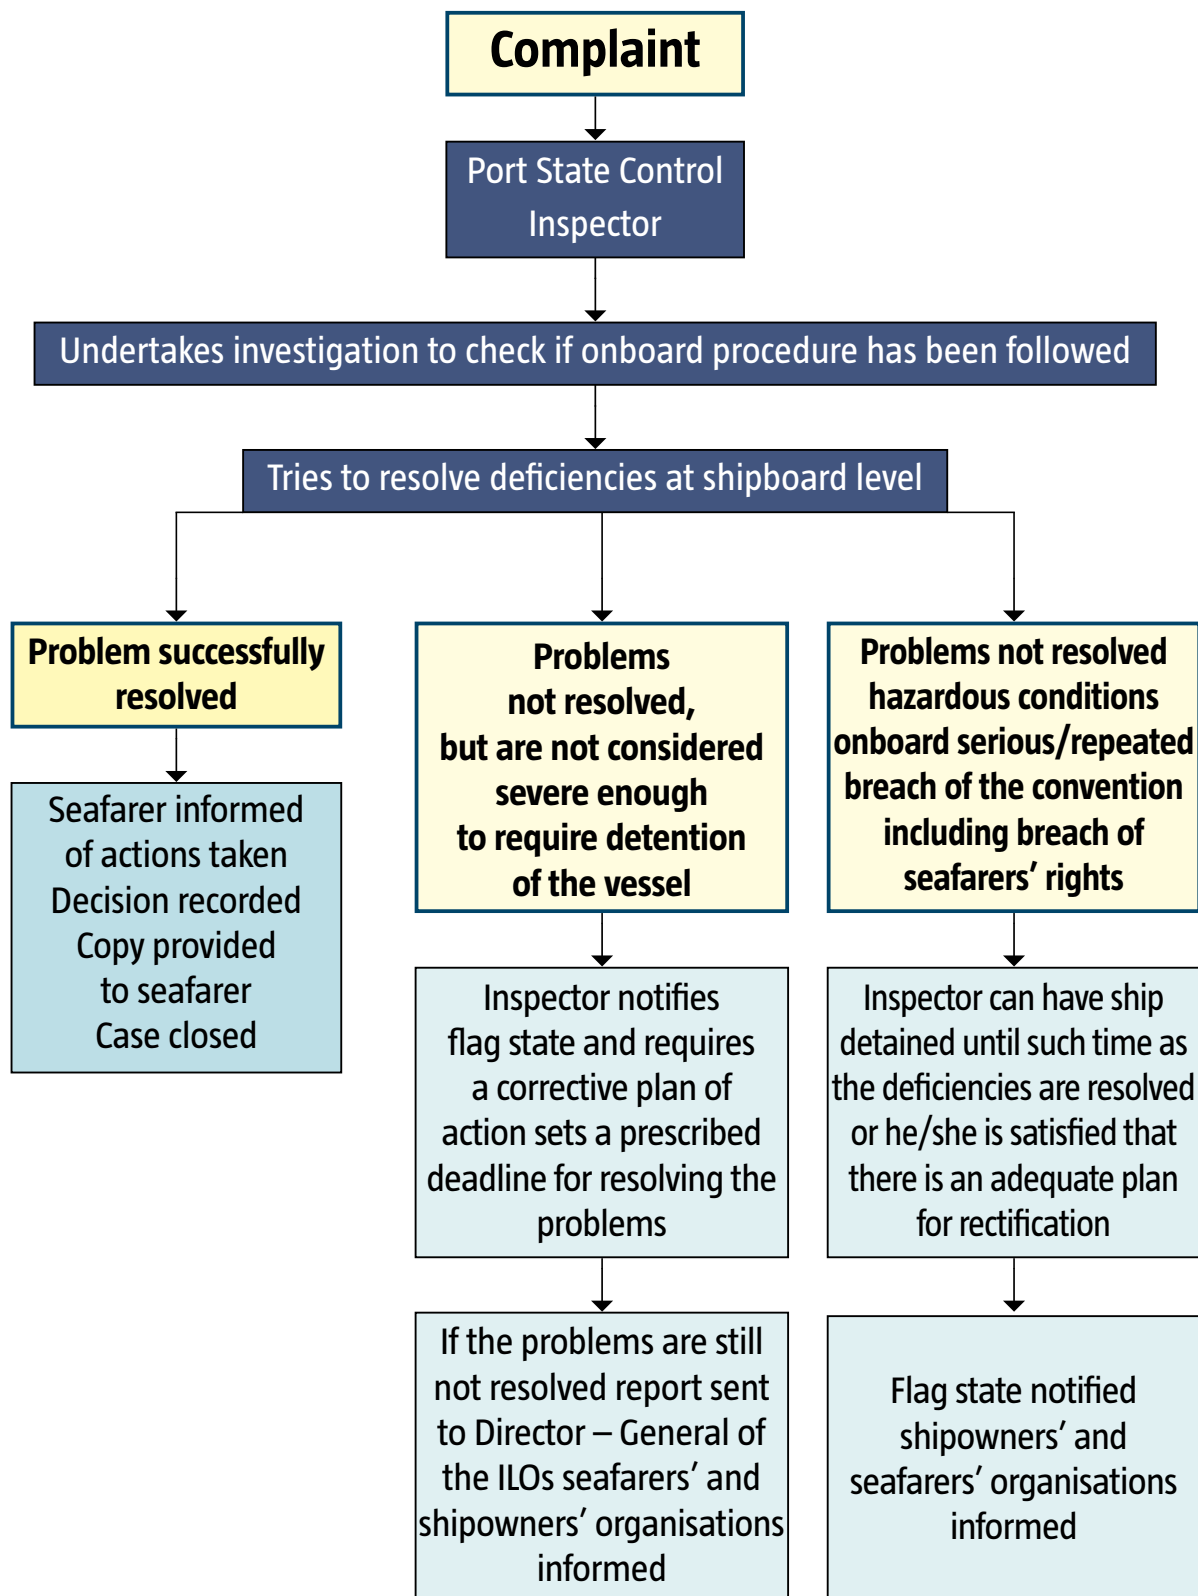 Complaint
Port State Control
Inspector
Undertakes investigation to check if onboard procedure has been followed
Tries to resolve deficiencies at shipboard level
Problem successfully
resolved
Seafarer informed
of actions taken
Decision recorded
Copy provided
to seafarer
Case closed
Problems
not resolved,
but are not considered
severe enough
to require detention
of the vessel
Inspector notifies
flag state and requires
a corrective plan of
action sets a prescribed
deadline for resolving the
problems
If the problems are still
not resolved report sent
to Director – General of
the ILOs seafarers’ and
shipowners’ organisations
informed
Problems not resolved
hazardous conditions
onboard serious/repeated
breach of the convention
including breach of
seafarers’ rights
Inspector can have ship
detained until such time as
the deficiencies are resolved
or he/she is satisfied that
there is an adequate plan
for rectification
Flag state notified
shipowners’ and
seafarers’ organisations
informed